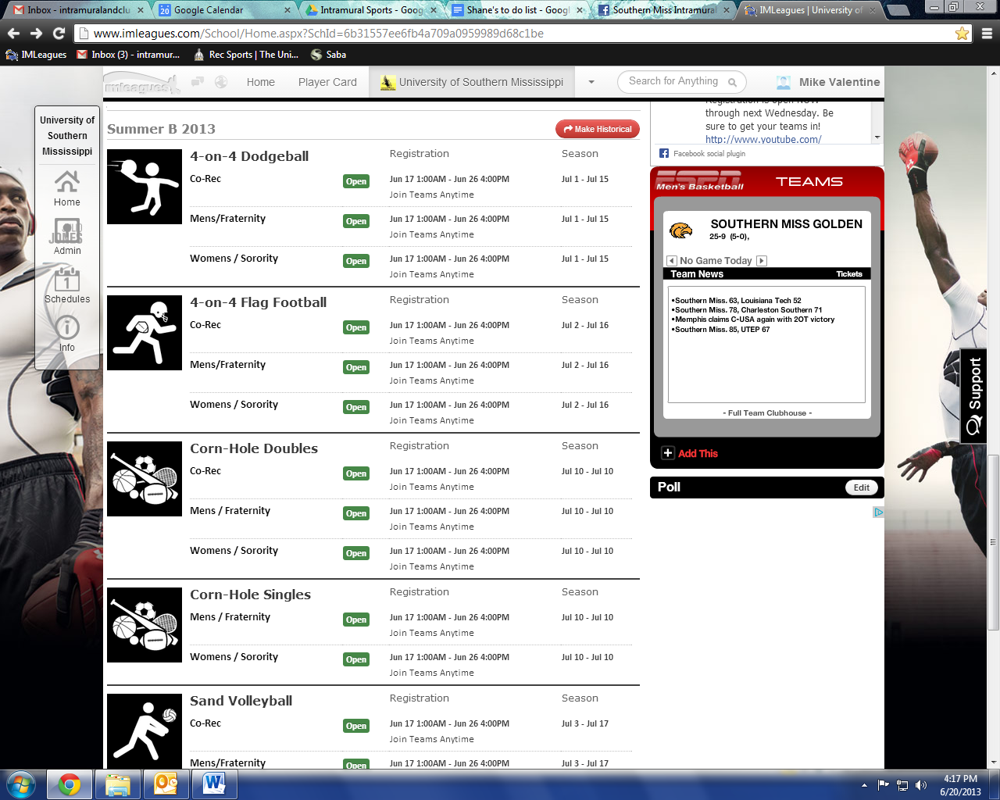 Inbox - intramuralandclu
Google Calendar
Intramural Sports - Goog
Shane's to do list - Googl
Southern Miss Intramural
IMLeagues | University of
www.imleagues.com/School/Home.aspx?SchId=6b31557ee6fb4a709a0959989d68c1be
IMLeagues
Inbox (3) - intramur...
Rec Sports | The Uni...
Saba
imleagues
Home
Player Card
University of Southern Mississippi
Search for Anything
Mike Valentine
University of
Southern
Mississippi
Home
Admin
Schedules
Info
Summer B 2013
Make Historical
4-on-4 Dodgeball Registration Season
Co-Rec Open Jun 17 1:00AM - Jun 26 4:00PM Jul 1 - Jul 15
Join Teams Anytime
Mens/Fraternity Open Jun 17 1:00AM - Jun 26 4:00PM Jul 1 - Jul 15
Join Teams Anytime
Womens / Sorority Open Jun 17 1:00AM - Jun 26 4:00PM Jul 1 - Jul 15
Join Teams Anytime
4-on-4 Flag Football Registration Season
Co-Rec Open Jun 17 1:00AM - Jun 26 4:00PM Jul 2 - Jul 16
Join Teams Anytime
Mens/Fraternity Open Jun 17 1:00AM - Jun 26 4:00PM Jul 2 - Jul 16
Join Teams Anytime
Womens / Sorority Open Jun 17 1:00AM - Jun 26 4:00PM Jul 2 - Jul 16
Join Teams Anytime
Corn-Hole Doubles Registration Season
Co-Rec Open Jun 17 1:00AM - Jun 26 4:00PM Jul 10 - Jul 10
Join Teams Anytime
Mens / Fraternity Open Jun 17 1:00AM - Jun 26 4:00PM Jul 10 - Jul 10
Join Teams Anytime
Womens / Sorority Open Jun 17 1:00AM - Jun 26 4:00PM Jul 10 - Jul 10
Join Teams Anytime
Corn-Hole Singles Registration Season
Mens / Fraternity Open Jun 17 1:00AM - Jun 26 4:00PM Jul 10 - Jul 10
Join Teams Anytime
Womens / Sorority Open Jun 17 1:00AM - Jun 26 4:00PM Jul 10 - Jul 10
Join Teams Anytime
Sand Volleyball Registration Season
Co-Rec Open Jun 17 1:00AM - Jun 26 4:00PM Jul 3 - Jul 17
Join Teams Anytime
Mens/Fraternity Open Jun 17 1:00AM - Jun 26 4:00PM Jul 3 - Jul 17
Registration is open NOW
through next Wednesday. Be
sure to get your teams in!
http://www.youtube.com/
Facebook social plugin
ESPN
Men's Basketball
TEAMS
SOUTHERN MISS GOLDEN
25-9 (5-0),
No Game Today
Team News Tickets
•Southern Miss. 63, Louisiana Tech 52
•Southern Miss. 78, Charleston Southern 71
•Memphis claims C-USA again with 2OT victory
•Southern Miss. 85, UTEP 67
- Full Team Clubhouse -
Add This
Poll
Edit
Support
4:17 PM
6/20/2013